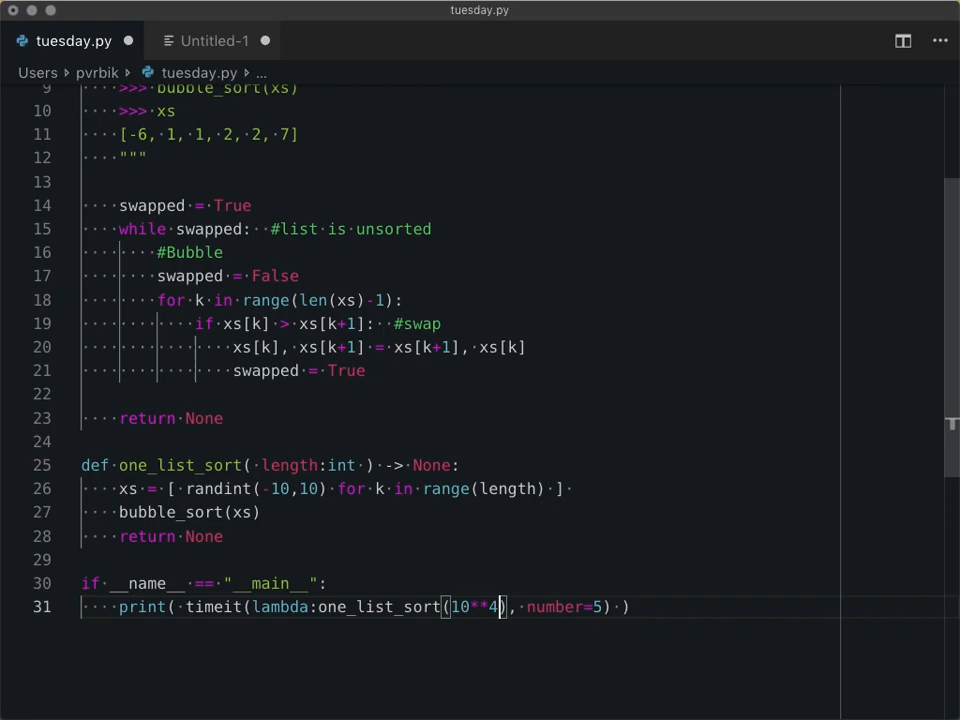 tuesday.py
tuesday.py Untitled-1
Users pvrbik tuesday.py ...
9 >>> bubble_sort(xs)
10 >>> xs
11 [-6, 1, 1, 2, 2, 7]
12 """
13
14 swapped = True
15 while swapped: #list is unsorted
16 #Bubble
17 swapped = False
18 for k in range(len(xs)-1):
19 if xs[k] > xs[k+1]: #swap
20 xs[k], xs[k+1] = xs[k+1], xs[k]
21 swapped = True
22
23 return None
24
25 def one_list_sort( length:int ) -> None:
26 xs = [ randint(-10,10) for k in range(length) ]
27 bubble_sort(xs)
28 return None
29
30 if __name__ == "__main__":
31 print( timeit(lambda:one_list_sort(10**4), number=5) )